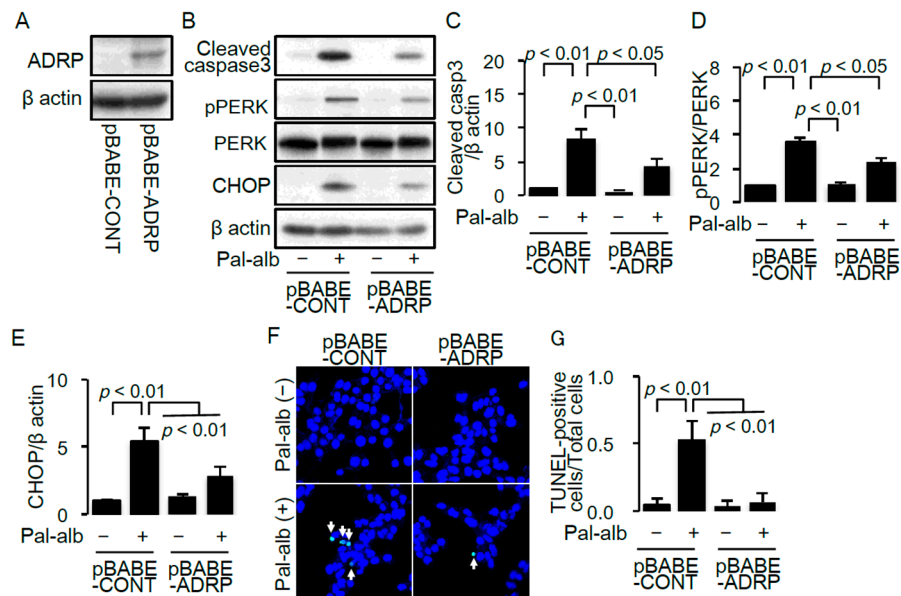 A
ADRP
β actin
pBABE-CONT
pBABE-ADRP
B
Cleaved
caspase3
pPERK
PERK
CHOP
β actin
Pal-alb − + − +
pBABE
-CONT
pBABE
-ADRP
C
Cleaved casp3
/β actin
20
15
10
5
0
p < 0.01
p < 0.05
p < 0.01
Pal-alb − + − +
pBABE
-CONT
pBABE
-ADRP
D
pPERK/PERK
8
4
2
0
p < 0.01
p < 0.05
p < 0.01
Pal-alb − + − +
pBABE
-CONT
pBABE
-ADRP
E
CHOP/β actin
10
5
0
p < 0.01
p < 0.01
Pal-alb − + − +
pBABE
-CONT
pBABE
-ADRP
F
pBABE
-CONT
pBABE
-ADRP
Pal-alb (−)
Pal-alb (+)
G
TUNEL-positive
cells/Total cells
1.0
0.5
0.0
p < 0.01
p < 0.01
Pal-alb − + − +
pBABE
-CONT
pBABE
-ADRP